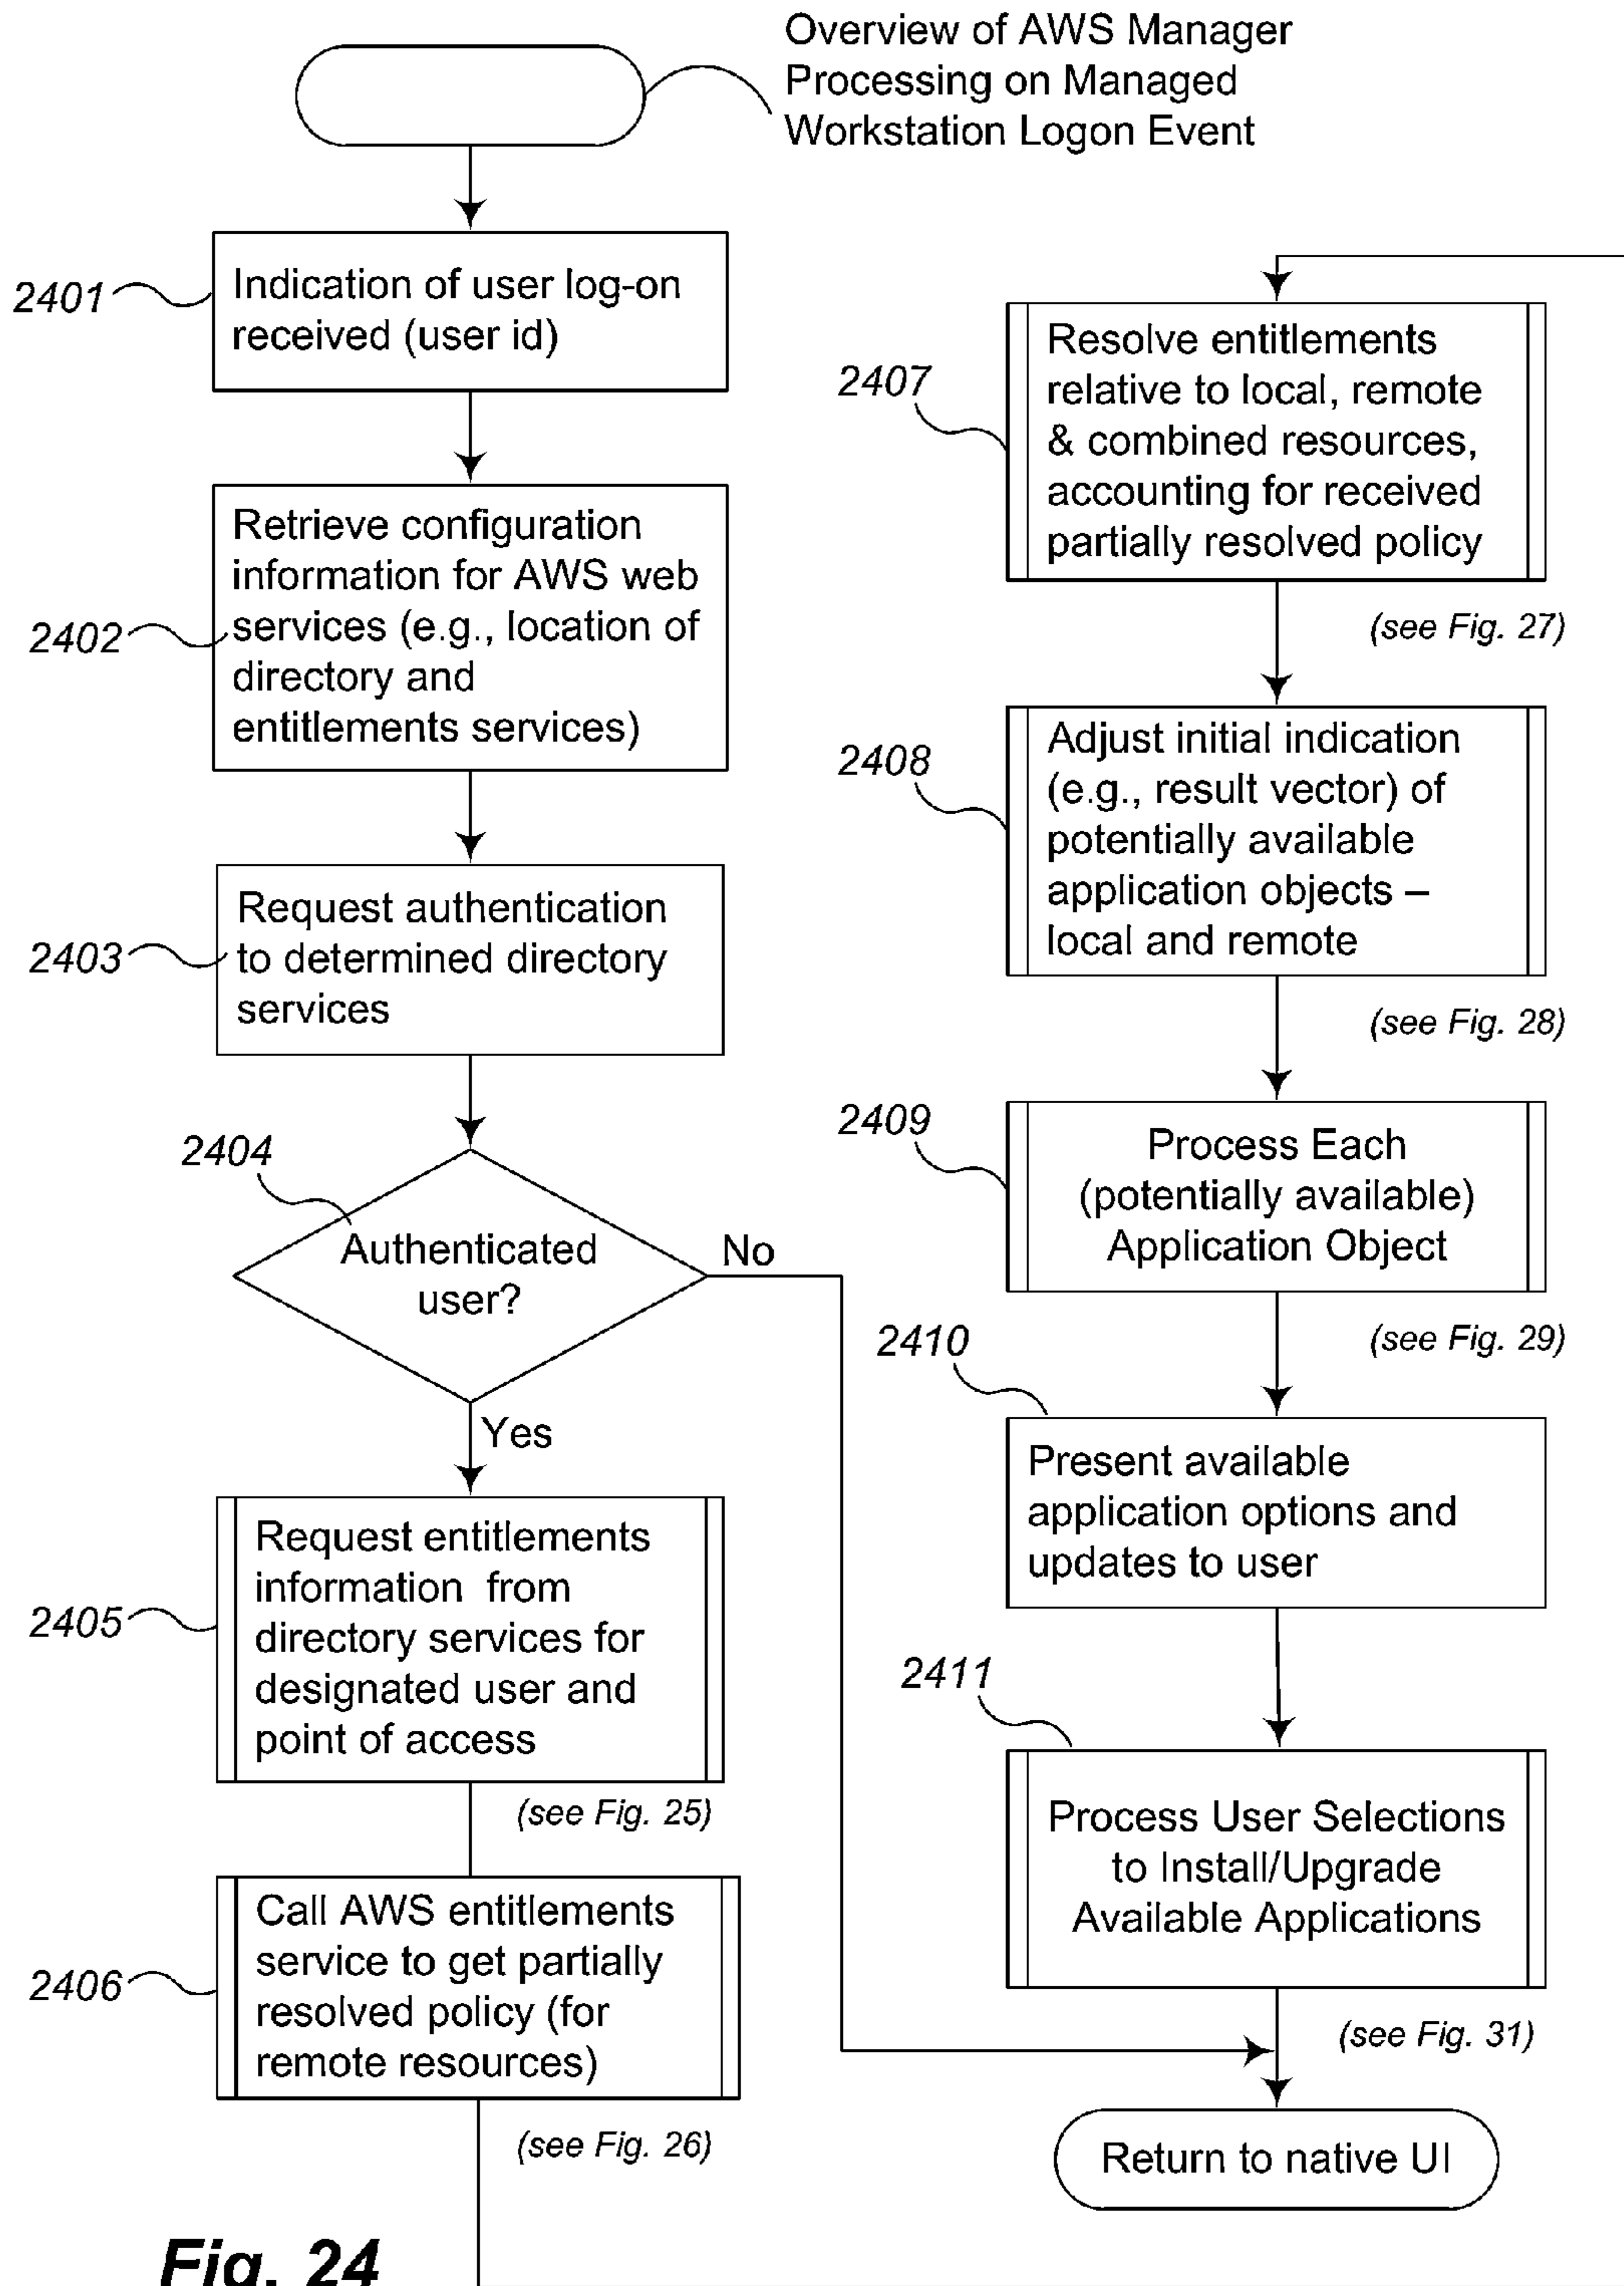 Overview of AWS Manager
Processing on Managed
Workstation Logon Event
2401
Indication of user log-on
received (user id)
2402
Retrieve configuration
information for AWS web
services (e.g., location of
directory and
entitlements services)
2403
Request authentication
to determined directory
services
2404
Authenticated
user?
No
Yes
2405
Request entitlements
information from
directory services for
designated user and
point of access
(see Fig. 25)
2406
Call AWS entitlements
service to get partially
resolved policy (for
remote resources)
(see Fig. 26)
2407
Resolve entitlements
relative to local, remote
& combined resources,
accounting for received
partially resolved policy
(see Fig. 27)
2408
Adjust initial indication
(e.g., result vector) of
potentially available
application objects –
local and remote
(see Fig. 28)
2409
Process Each
(potentially available)
Application Object
(see Fig. 29)
2410
Present available
application options and
updates to user
2411
Process User Selections
to Install/Upgrade
Available Applications
(see Fig. 31)
Return to native UI
Fig. 24